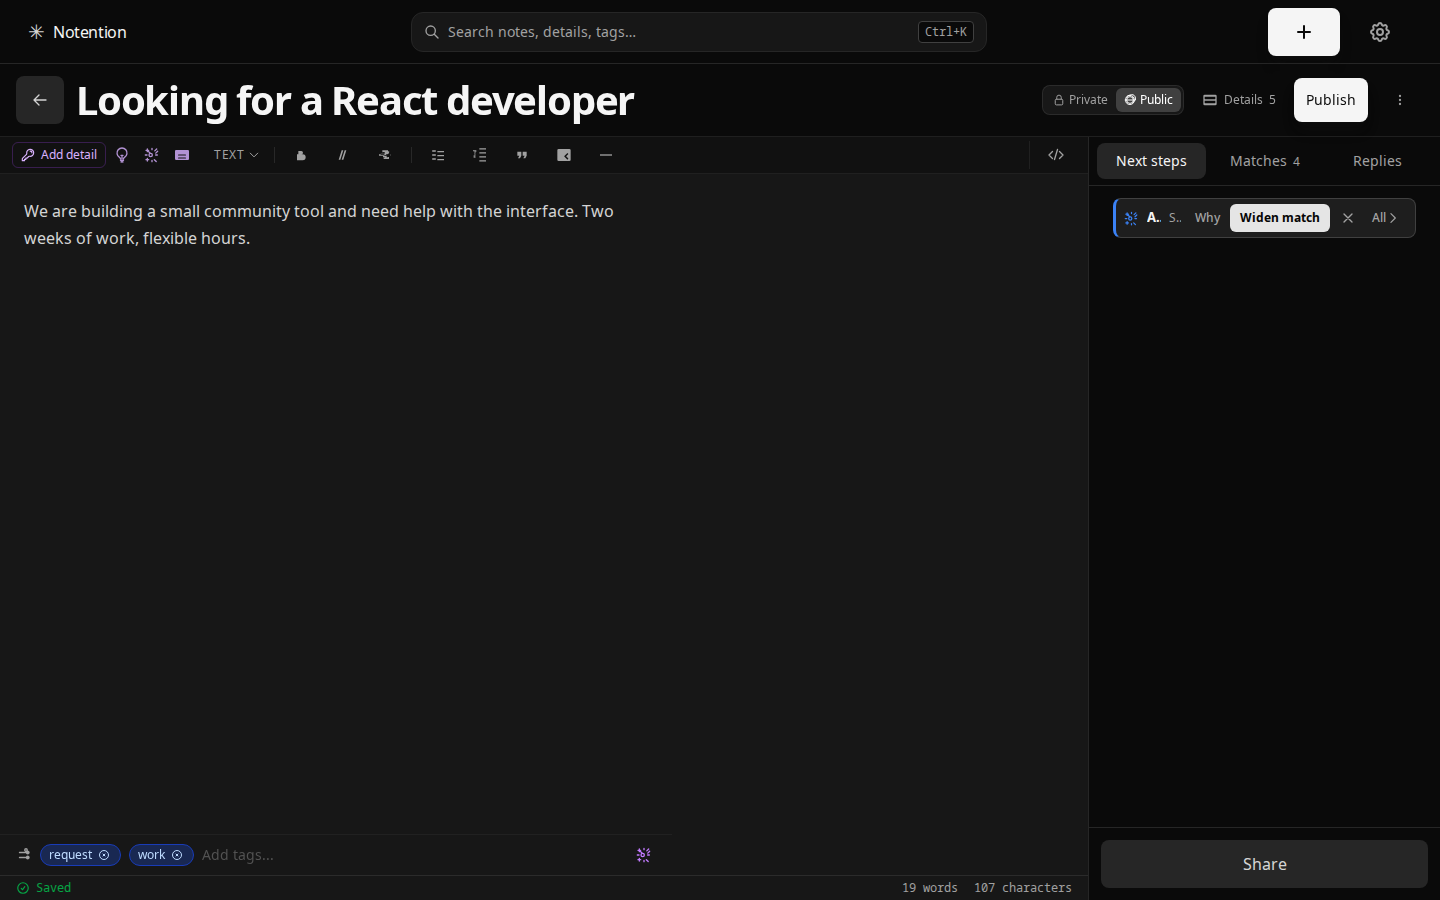 Notention
Search notes, details, tags...
Ctrl+K
Looking for a React developer
Private
Public
Details 5
Publish
Add detail
TEXT
Next steps
Matches 4
Replies
We are building a small community tool and need help with the interface. Two
weeks of work, flexible hours.
A..
S..
Why
Widen match
All
request
work
Add tags...
Share
Saved
19 words
107 characters